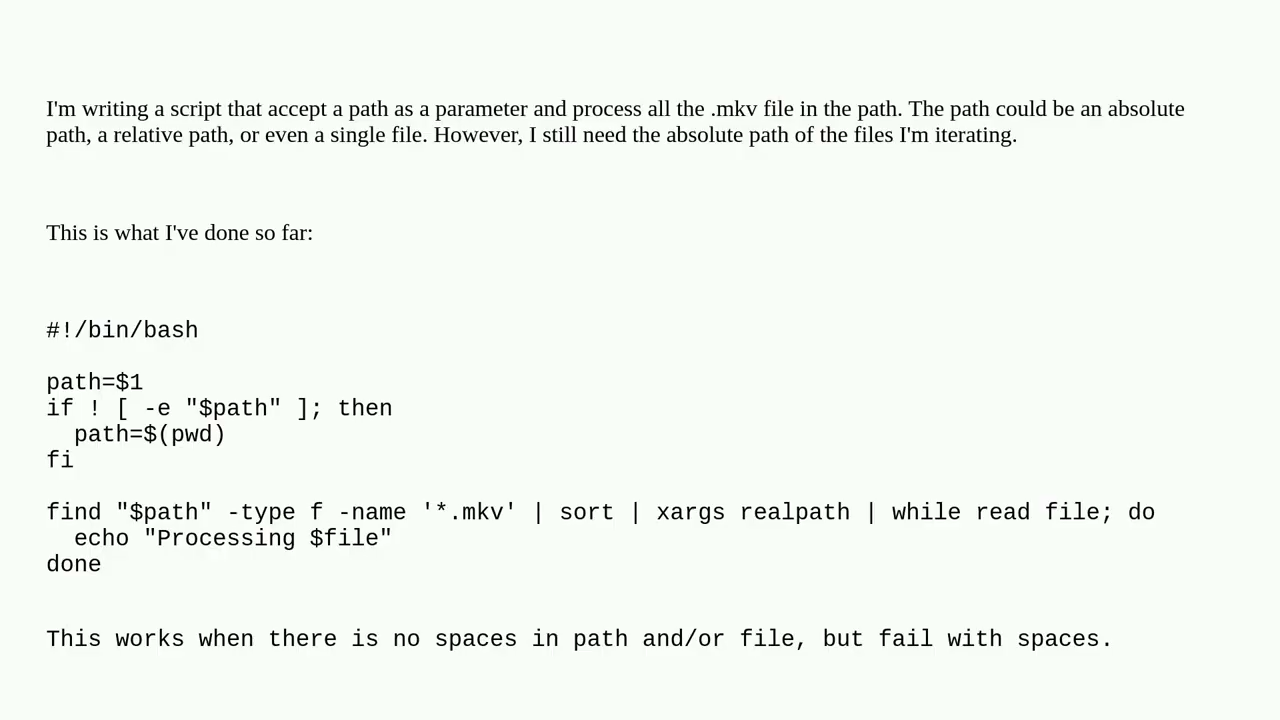 I'm writing a script that accept a path as a parameter and process all the .mkv file in the path. The path could be an absolute
path, a relative path, or even a single file. However, I still need the absolute path of the files I'm iterating.
This is what I've done so far:
#!/bin/bash
path=$1
if ! [ -e "$path" ]; then
  path=$(pwd)
fi
find "$path" -type f -name '*.mkv' | sort | xargs realpath | while read file; do
  echo "Processing $file"
done
This works when there is no spaces in path and/or file, but fail with spaces.